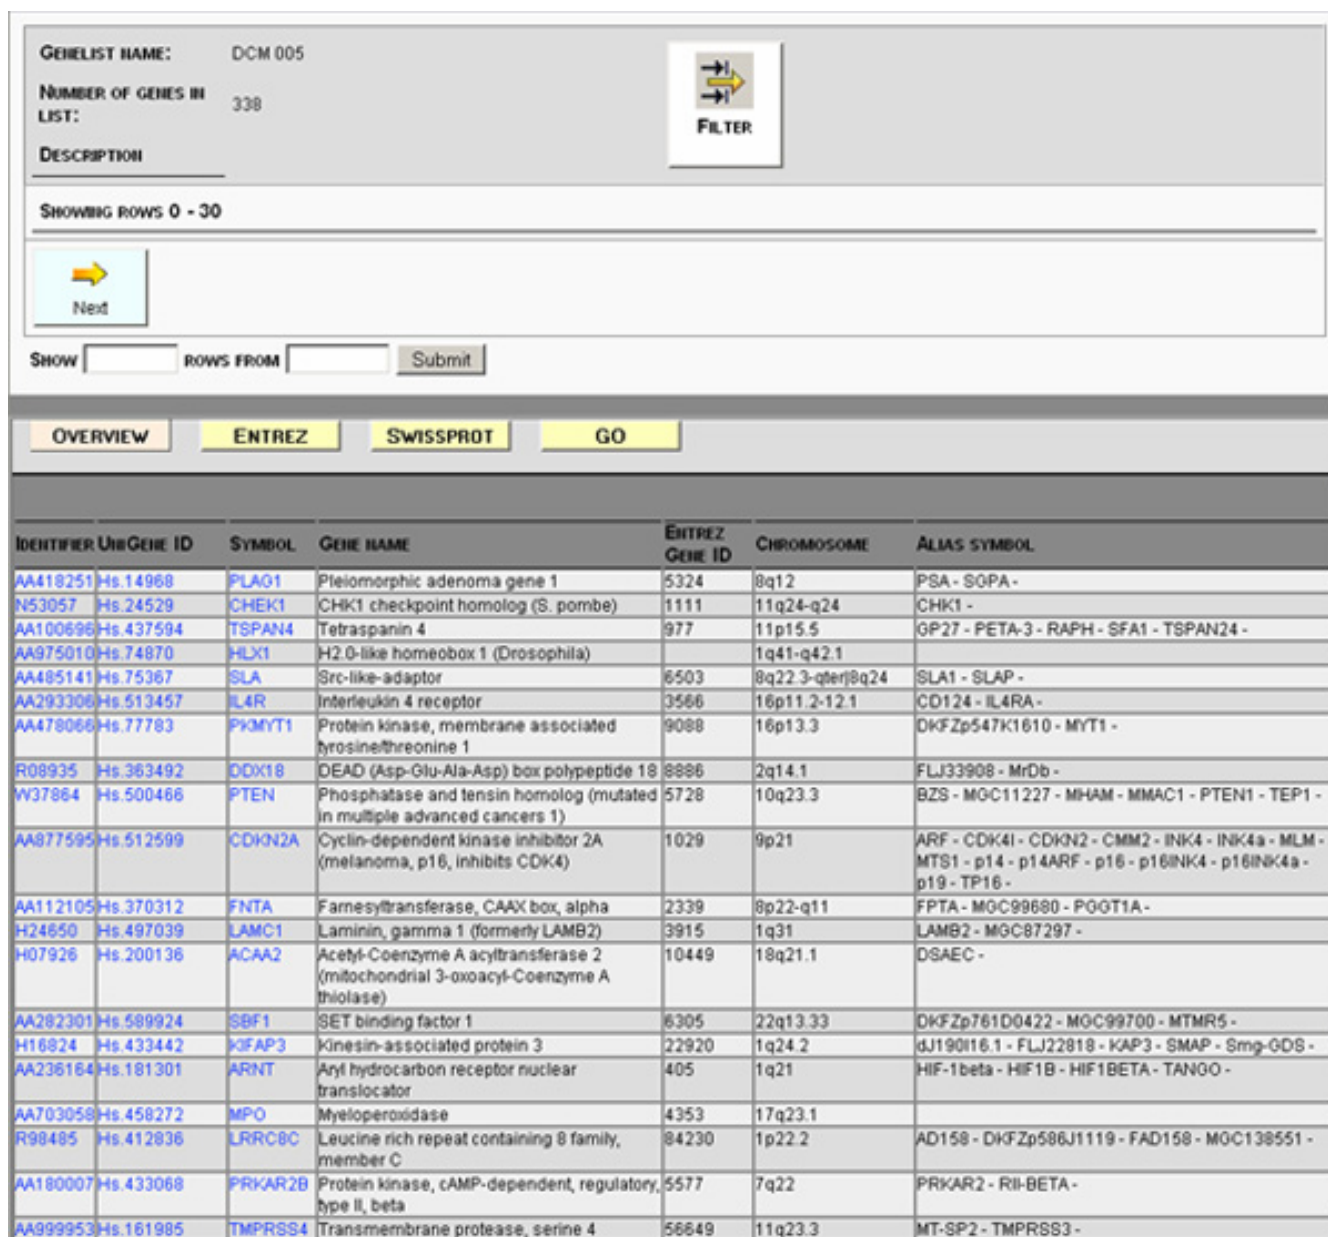 GENELIST NAME: DCM 005
NUMBER OF GENES IN
LIST: 338
DESCRIPTION
FILTER
SHOWING ROWS 0 - 30
Next
SHOW ROWS FROM Submit
OVERVIEW ENTREZ SWISSPROT GO
IDENTIFIER UNIGENE ID SYMBOL GENE NAME ENTREZ GENE ID CHROMOSOME ALIAS SYMBOL
AA418251 Hs.14968 PLAG1 Pleiomorphic adenoma gene 1 5324 8q12 PSA - SGPA -
N53057 Hs.24529 CHEK1 CHK1 checkpoint homolog (S. pombe) 1111 11q24-q24 CHK1 -
AA100696 Hs.437594 TSPAN4 Tetraspanin 4 977 11p15.5 GP27 - PETA-3 - RAPH - SFA1 - TSPAN24 -
AA975010 Hs.74870 HLX1 H2.0-like homeobox 1 (Drosophila) 1q41-q42.1
AA485141 Hs.75367 SLA Src-like-adaptor 6503 8q22.3-qter|8q24 SLA1 - SLAP -
AA293306 Hs.513457 IL4R Interleukin 4 receptor 3566 16p11.2-12.1 CD124 - IL4RA -
AA478066 Hs.77783 PKMYT1 Protein kinase, membrane associated 9088 16p13.3 DKFZp547K1610 - MYT1 -
tyrosine/threonine 1
R08935 Hs.363492 DDX18 DEAD (Asp-Glu-Ala-Asp) box polypeptide 18 8886 2q14.1 FLJ33908 - MrDb -
W37864 Hs.500466 PTEN Phosphatase and tensin homolog (mutated 5728 10q23.3 BZS - MGC11227 - MHAM - MMAC1 - PTEN1 - TEP1 -
in multiple advanced cancers 1)
AA877595 Hs.512599 CDKN2A Cyclin-dependent kinase inhibitor 2A 1029 9p21 ARF - CDK4I - CDKN2 - CMM2 - INK4 - INK4a - MLM -
(melanoma, p16, inhibits CDK4) MTS1 - p14 - p14ARF - p16 - p16INK4 - p16INK4a -
p19 - TP16 -
AA112105 Hs.370312 FNTA Farnesyltransferase, CAAX box, alpha 2339 8p22-q11 FPTA - MGC99680 - PGGT1A -
H24650 Hs.497039 LAMC1 Laminin, gamma 1 (formerly LAMB2) 3915 1q31 LAMB2 - MGC87297 -
H07926 Hs.200136 ACAA2 Acetyl-Coenzyme A acyltransferase 2 10449 18q21.1 DSAEC -
(mitochondrial 3-oxoacyl-Coenzyme A
thiolase)
AA282301 Hs.589924 SBF1 SET binding factor 1 6305 22q13.33 DKFZp761D0422 - MGC99700 - MTMR5 -
H16824 Hs.433442 KIFAP3 Kinesin-associated protein 3 22920 1q24.2 dJ190I16.1 - FLJ22818 - KAP3 - SMAP - Smg-GDS -
AA236164 Hs.181301 ARNT Aryl hydrocarbon receptor nuclear 405 1q21 HIF-1beta - HIF1B - HIF1BETA - TANGO -
translocator
AA703058 Hs.458272 MPO Myeloperoxidase 4353 17q23.1
R98485 Hs.412836 LRRC8C Leucine rich repeat containing 8 family, 84230 1p22.2 AD158 - DKFZp586J1119 - FAD158 - MGC138551 -
member C
AA180007 Hs.433068 PRKAR2B Protein kinase, cAMP-dependent, regulatory, 5577 7q22 PRKAR2 - RII-BETA -
type II, beta
AA999953 Hs.161985 TMPRSS4 Transmembrane protease, serine 4 56649 11q23.3 MT-SP2 - TMPRSS3 -